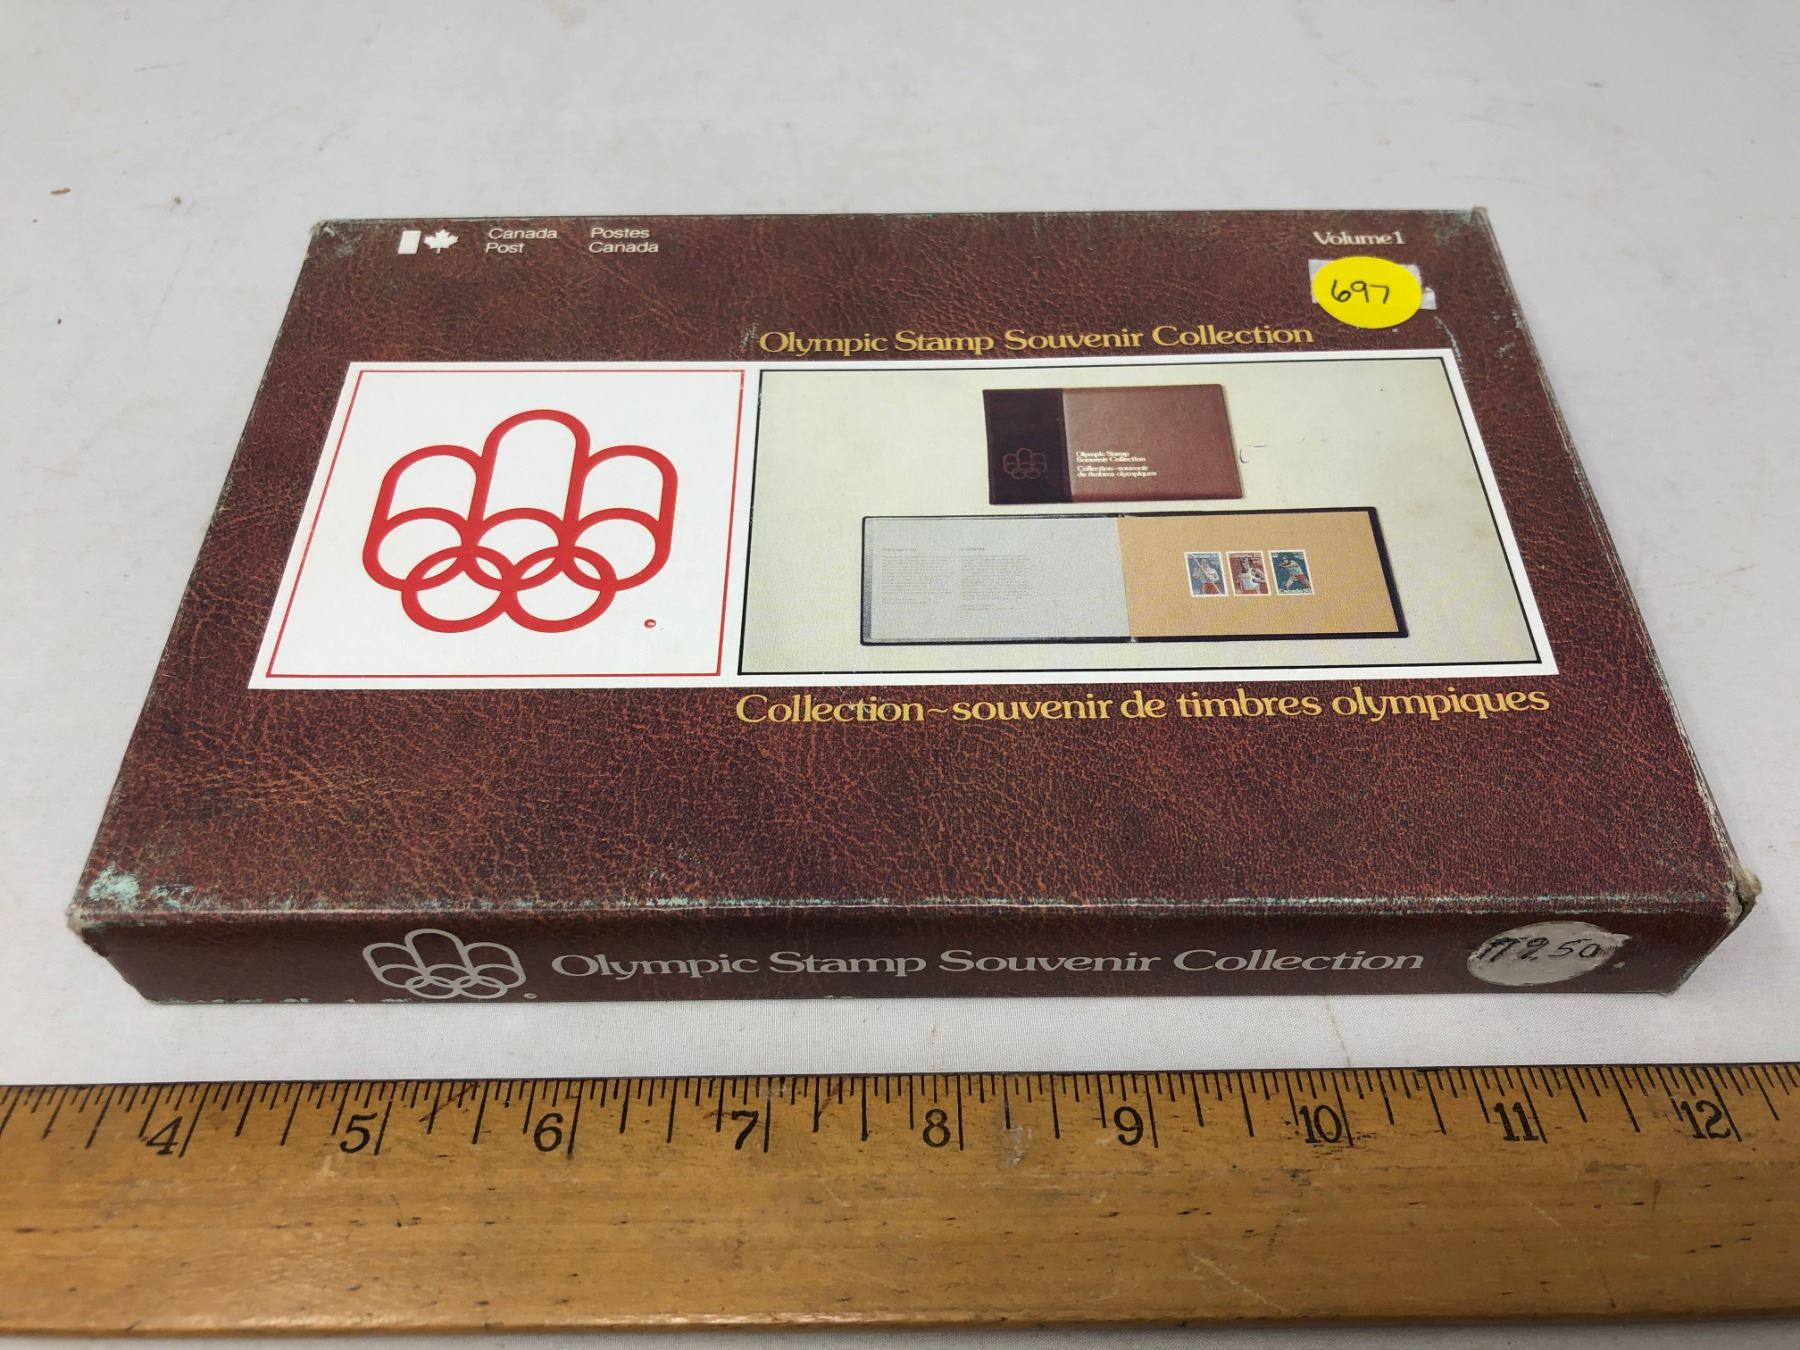 Canada Post
Postes Canada
Volume 1
697
Olympic Stamp Souvenir Collection
Olympic Stamp
Souvenir Collection
Collection~souvenir
de timbres olympiques
Collection~souvenir de timbres olympiques
Olympic Stamp Souvenir Collection
4 5 6 7 8 9 10 11 12